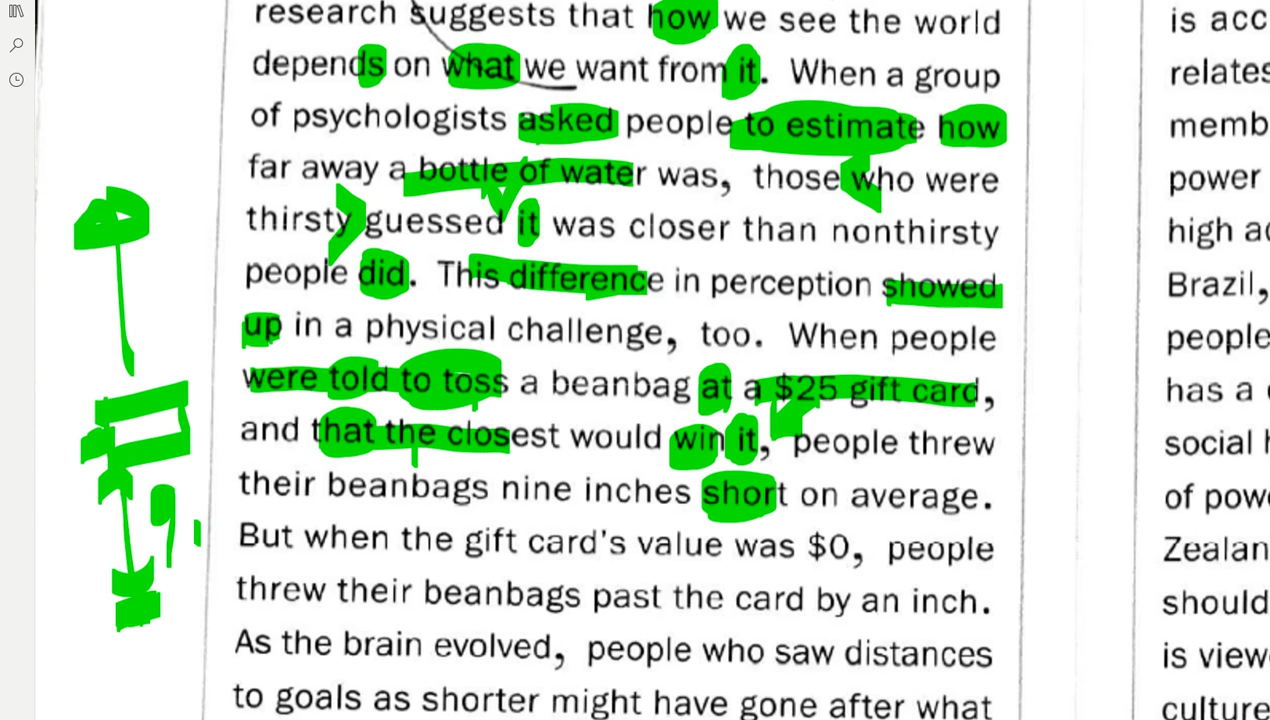 research suggests that how we see the world
depends on what we want from it. When a group
of psychologists asked people to estimate how
far away a bottle of water was, those who were
thirsty guessed it was closer than nonthirsty
people did. This difference in perception showed
up in a physical challenge, too. When people
were told to toss a beanbag at a $25 gift card,
and that the closest would win it, people threw
their beanbags nine inches short on average.
But when the gift card's value was $0, people
threw their beanbags past the card by an inch.
As the brain evolved, people who saw distances
to goals as shorter might have gone after what
is acc
relates
memb
power
high a
Brazil,
people
has a
social
of pow
Zealan
should
is view
culture